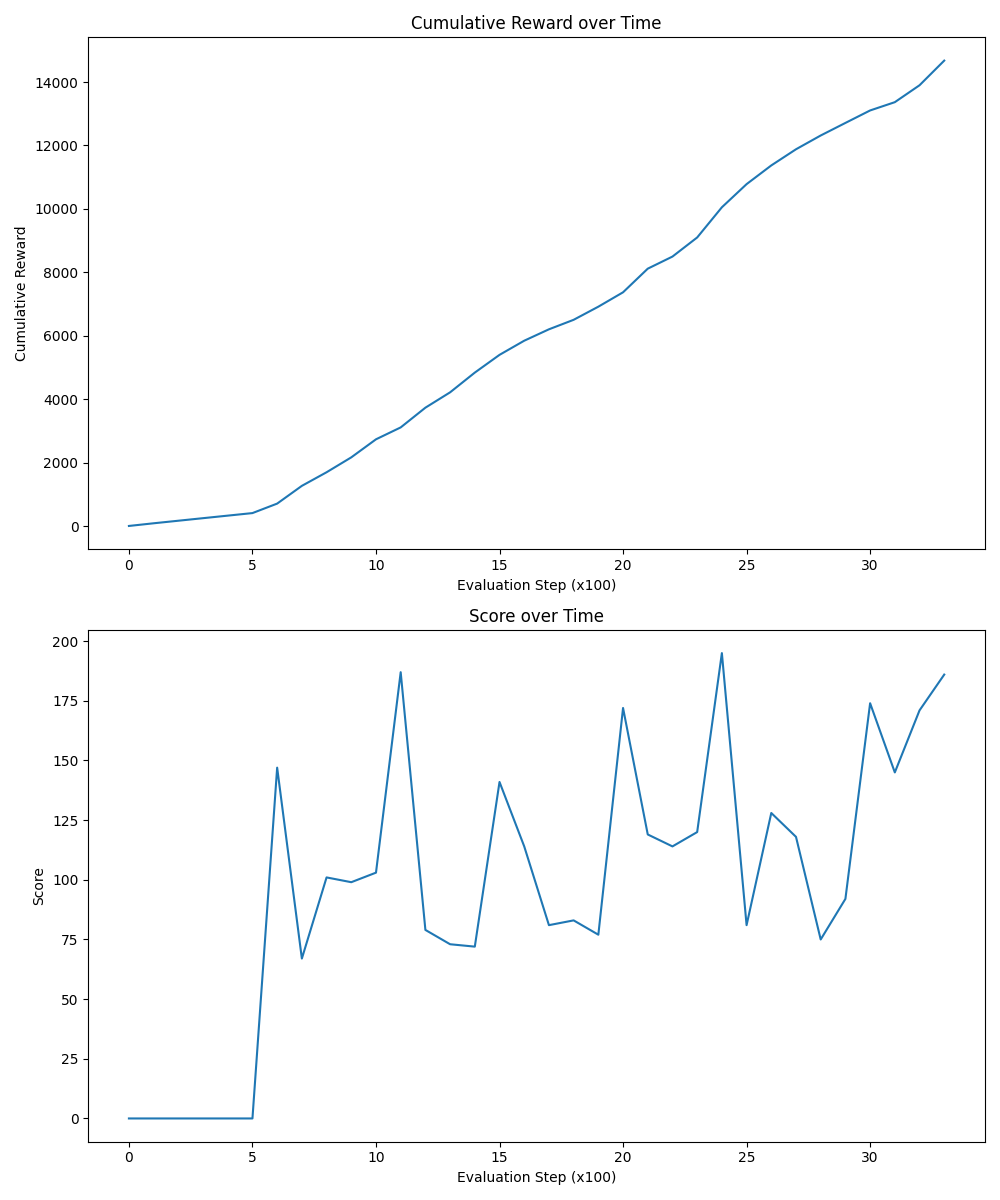 Cumulative Reward over Time
14000
12000
10000
8000
6000
4000
2000
0
Cumulative Reward
0 5 10 15 20 25 30
Evaluation Step (x100)
Score over Time
200
175
150
125
100
75
50
25
0
Score
0 5 10 15 20 25 30
Evaluation Step (x100)